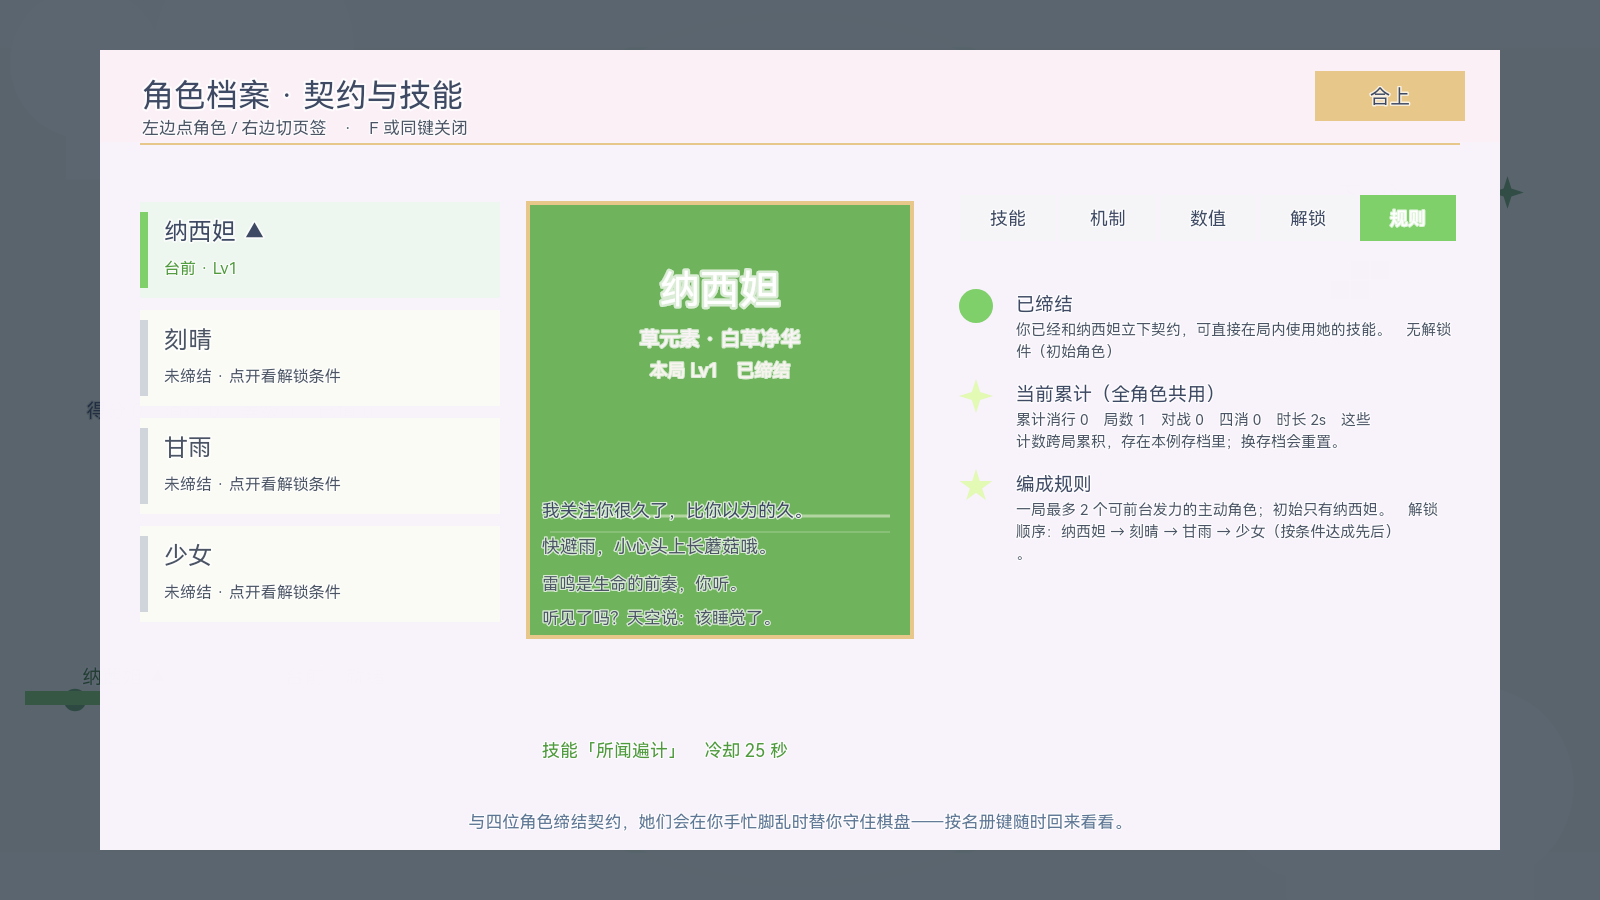 角色档案 · 契约与技能
左边点角色 / 右边切页签 · F 或同键关闭
合上
纳西妲 ▲
台前 · Lv1
刻晴
未缔结 · 点开看解锁条件
甘雨
未缔结 · 点开看解锁条件
少女
未缔结 · 点开看解锁条件
纳西妲
草元素 · 白草净华
本局 Lv1 已缔结
我关注你很久了，比你以为的久。
快避雨，小心头上长蘑菇哦。
雷鸣是生命的前奏，你听。
听见了吗？天空说：该睡觉了。
技能「所闻遍计」 冷却 25 秒
技能 机制 数值 解锁 规则
已缔结
你已经和纳西妲立下契约，可直接在局内使用她的技能。 无解锁
件（初始角色）
当前累计（全角色共用）
累计消行 0 局数 1 对战 0 四消 0 时长 2s 这些
计数跨局累积，存在本例存档里；换存档会重置。
编成规则
一局最多 2 个可前台发力的主动角色；初始只有纳西妲。 解锁
顺序：纳西妲 → 刻晴 → 甘雨 → 少女（按条件达成先后）
。
与四位角色缔结契约，她们会在你手忙脚乱时替你守住棋盘——按名册键随时回来看看。
得
纳